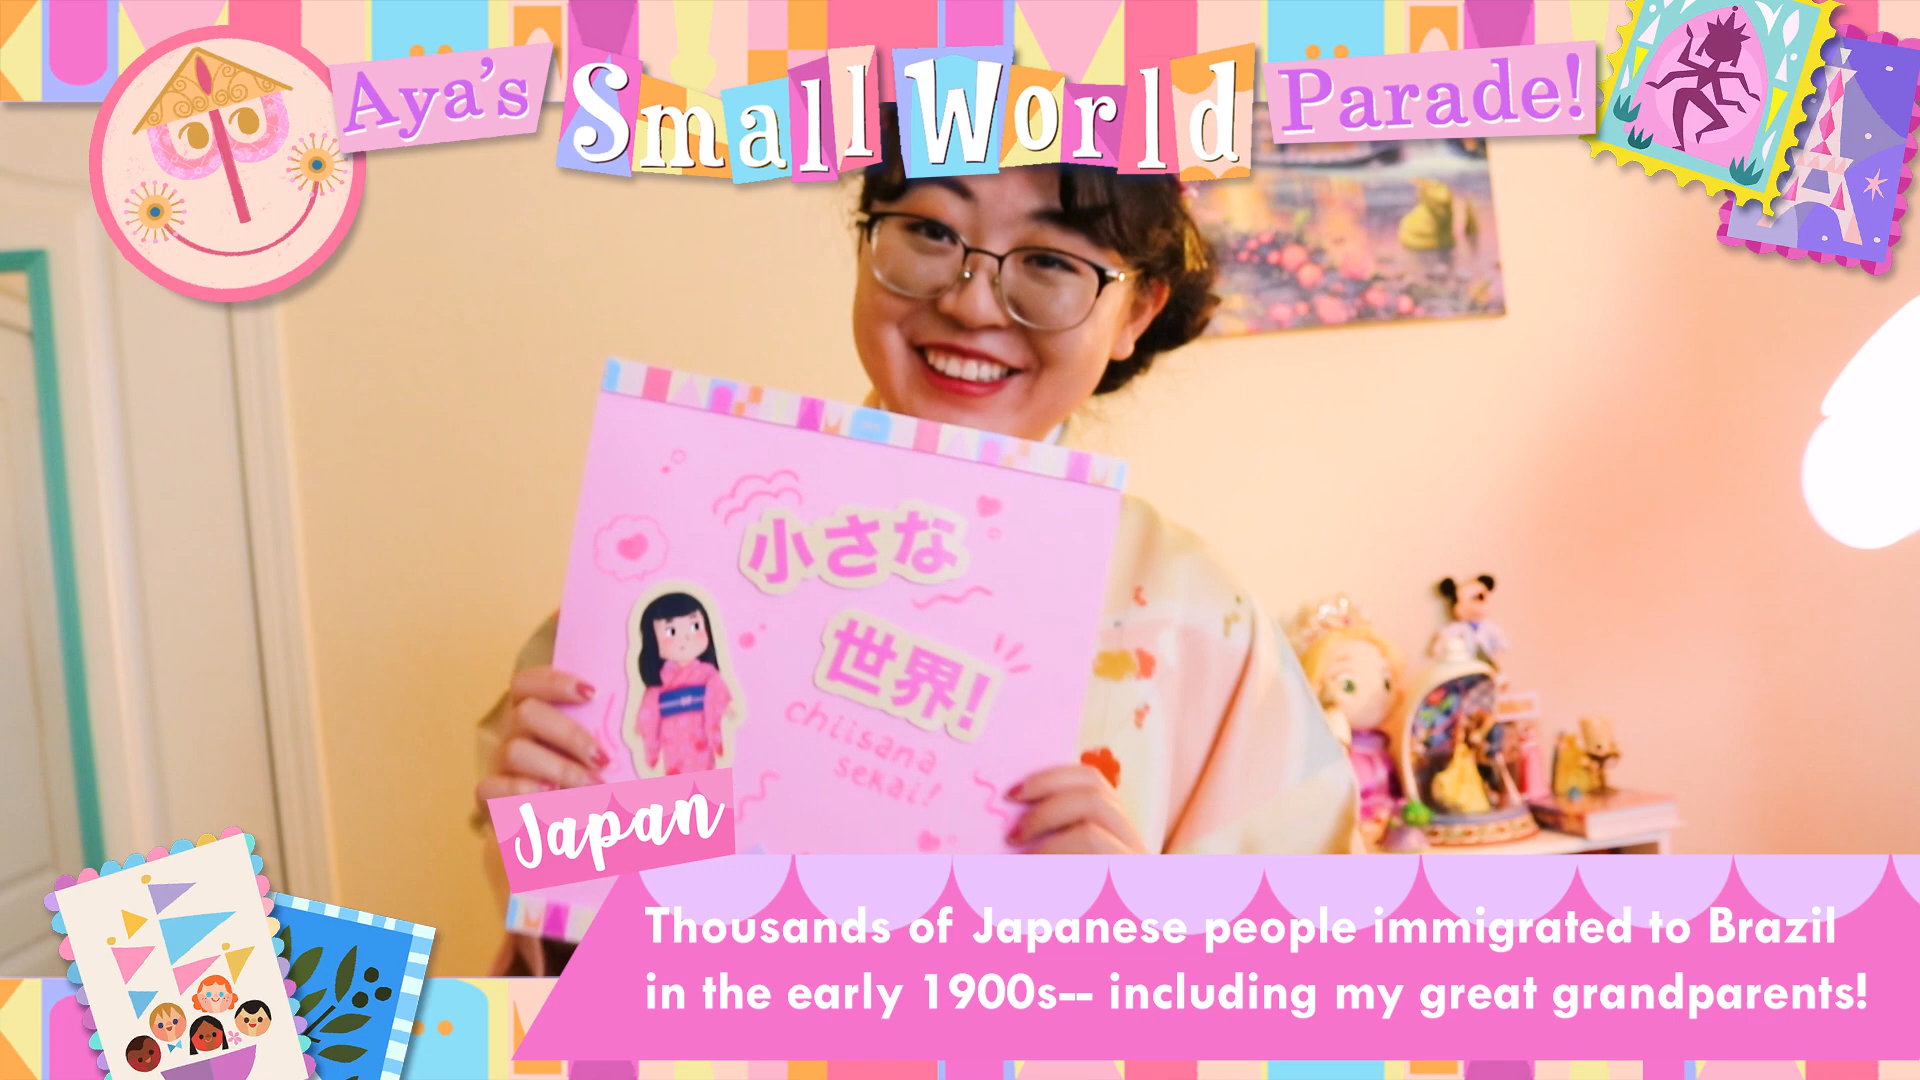 Aya's Small World Parade!
小さな
世界!
chiisana
sekai!
Japan
Thousands of Japanese people immigrated to Brazil
in the early 1900s-- including my great grandparents!